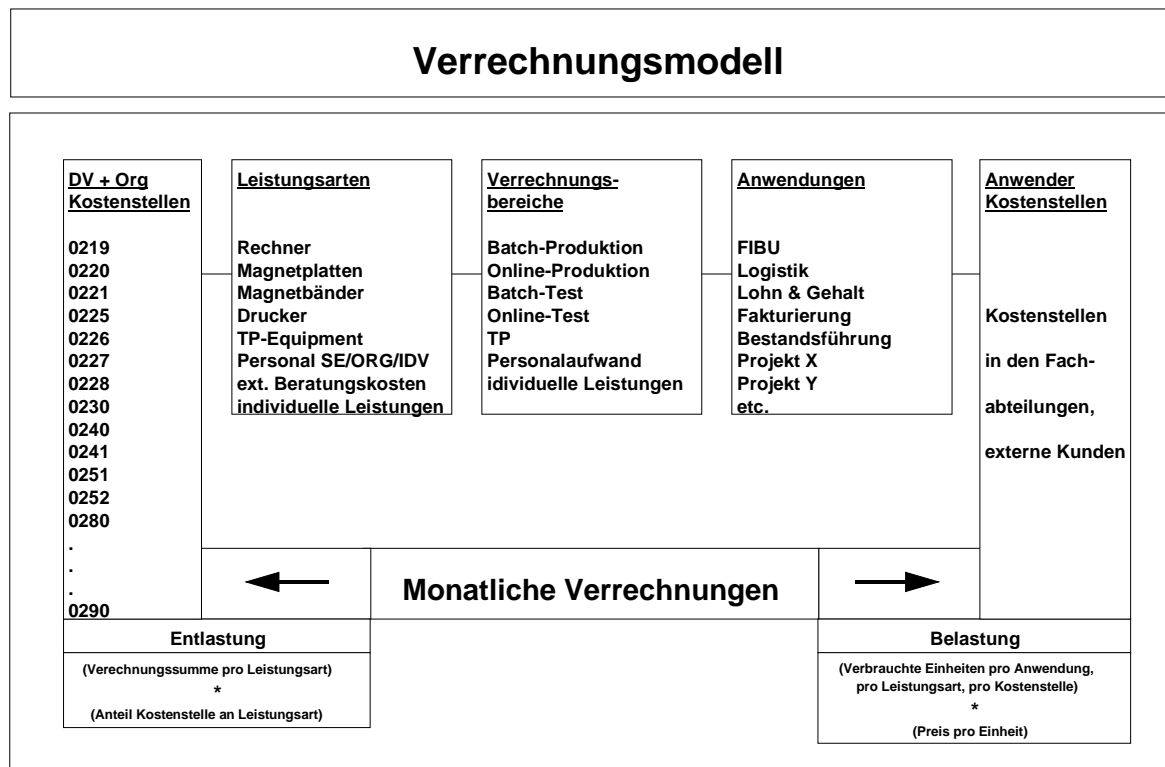 Verrechnungsmodell
DV + Org
Kostenstellen
0219
0220
0221
0225
0226
0227
0228
0230
0240
0241
0251
0252
0280
.
.
.
0290
Leistungsarten
Rechner
Magnetplatten
Magnetbänder
Drucker
TP-Equipment
Personal SE/ORG/IDV
ext. Beratungskosten
individuelle Leistungen
Verrechnungs-
bereiche
Batch-Produktion
Online-Produktion
Batch-Test
Online-Test
TP
Personalaufwand
idividuelle Leistungen
Anwendungen
FIBU
Logistik
Lohn & Gehalt
Fakturierung
Bestandsführung
Projekt X
Projekt Y
etc.
Anwender
Kostenstellen
Kostenstellen
in den Fach-
abteilungen,
externe Kunden
Monatliche Verrechnungen
Entlastung
(Verechnungssumme pro Leistungsart)
*
(Anteil Kostenstelle an Leistungsart)
Belastung
(Verbrauchte Einheiten pro Anwendung,
pro Leistungsart, pro Kostenstelle)
*
(Preis pro Einheit)